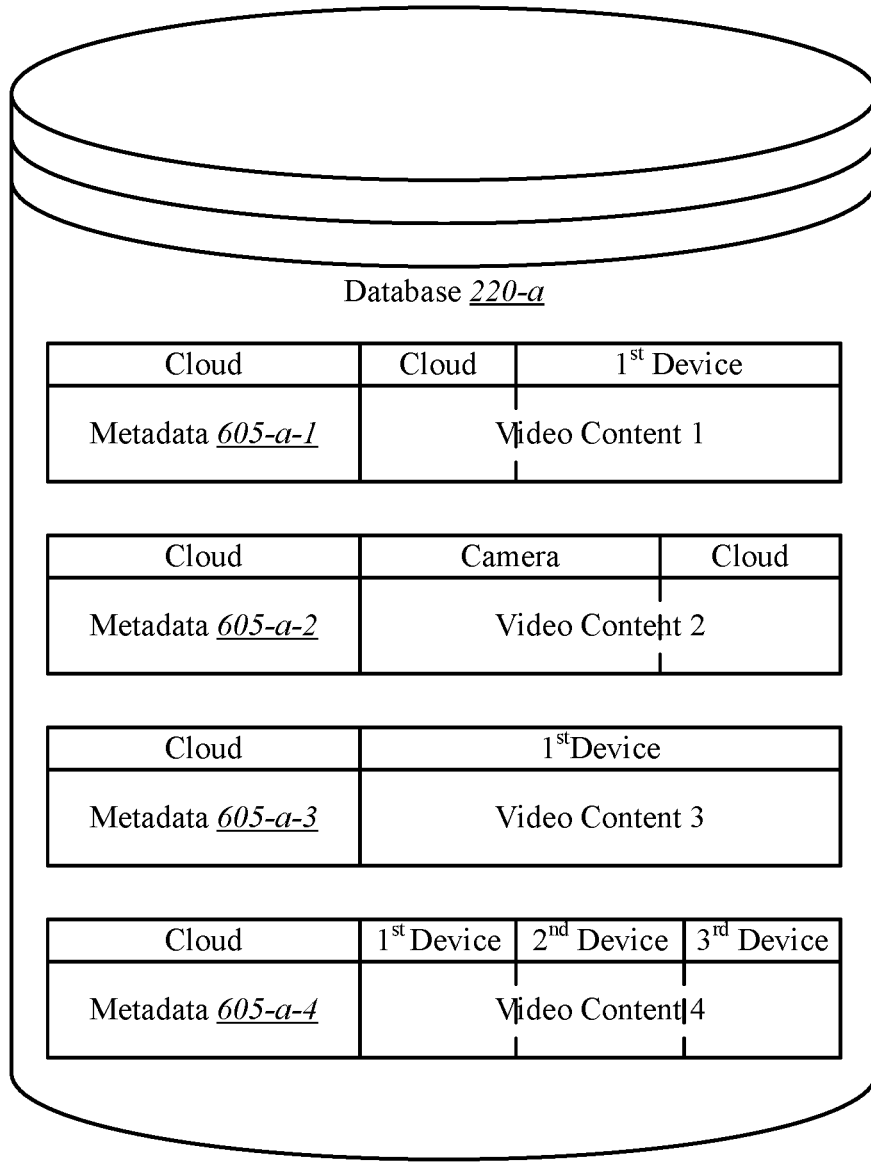 Database 220-a
Cloud Cloud 1st Device
Metadata 605-a-1 Video Content 1
Cloud Camera Cloud
Metadata 605-a-2 Video Content 2
Cloud 1stDevice
Metadata 605-a-3 Video Content 3
Cloud 1st Device 2nd Device 3rd Device
Metadata 605-a-4 Video Content 4